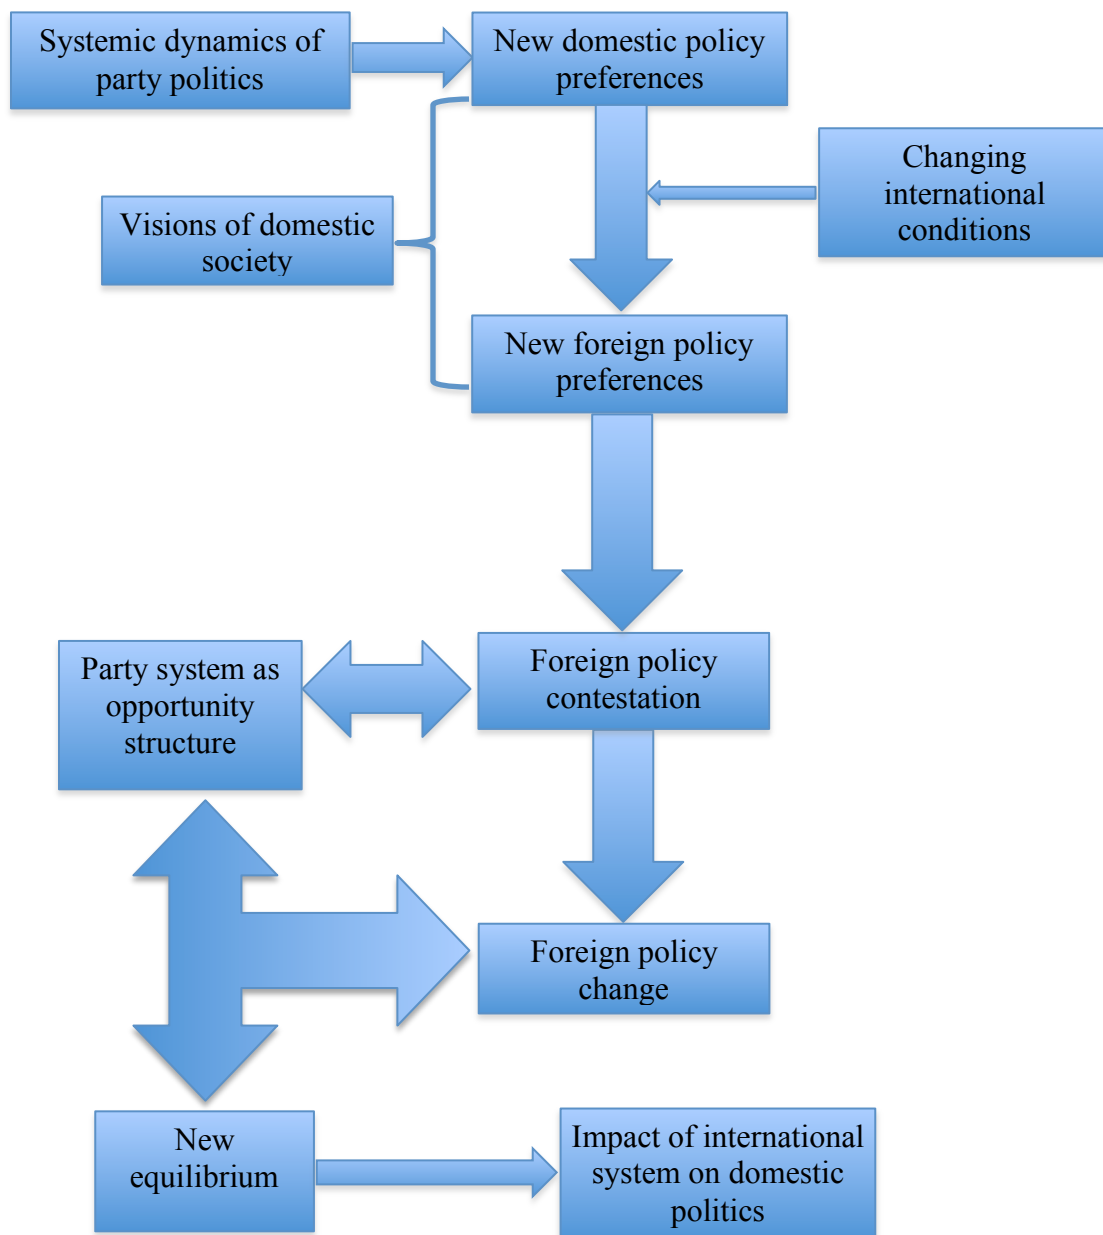 Systemic dynamics of
party politics
New domestic policy
preferences
Changing
international
conditions
Visions of domestic
society
New foreign policy
preferences
Party system as
opportunity
structure
Foreign policy
contestation
Foreign policy
change
New
equilibrium
Impact of international
system on domestic
politics